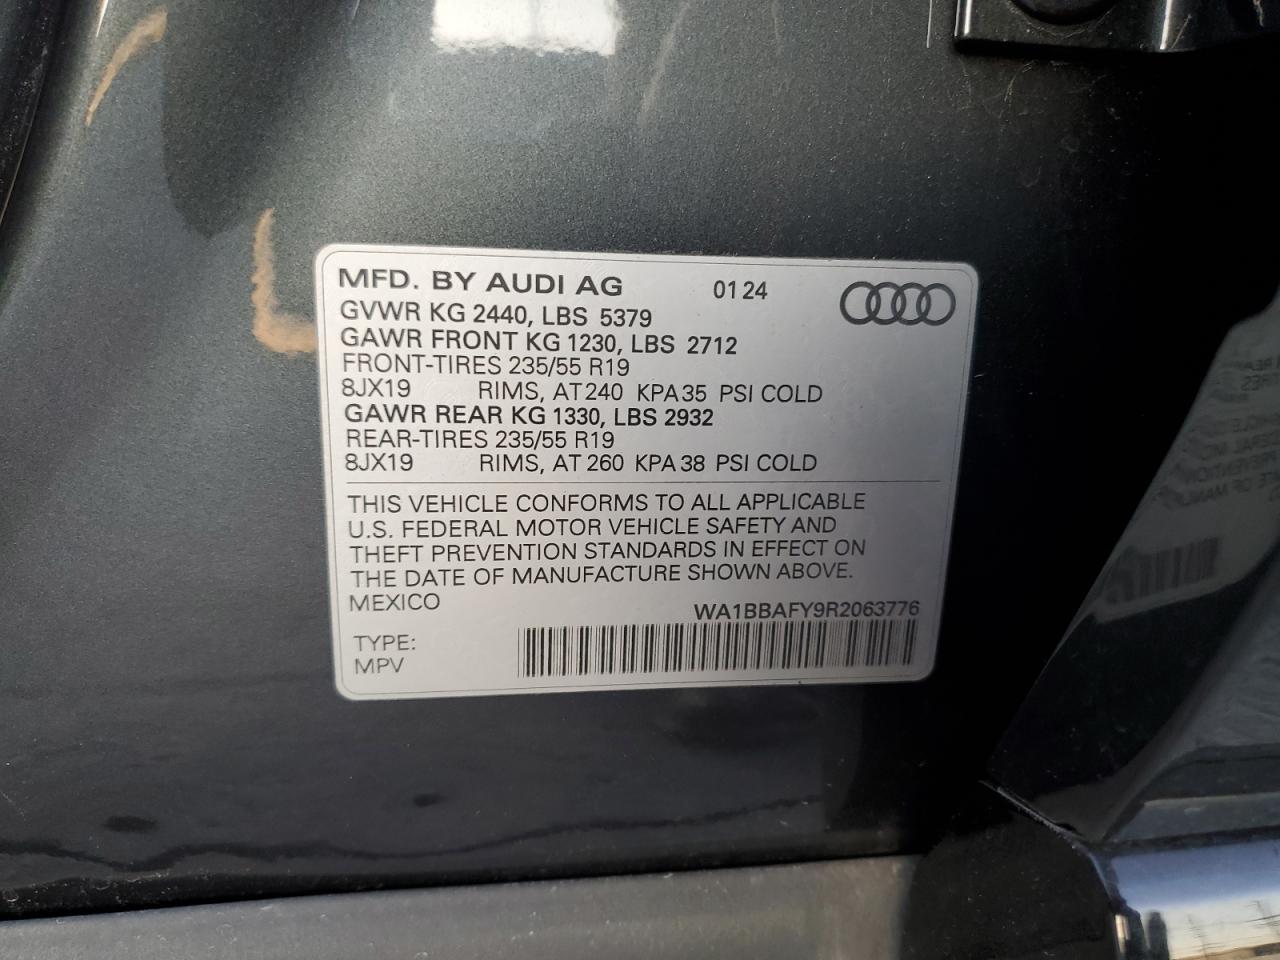 MFD. BY AUDI AG 01 24
GVWR KG 2440, LBS 5379
GAWR FRONT KG 1230, LBS 2712
FRONT-TIRES 235/55 R19
8JX19 RIMS, AT 240 KPA 35 PSI COLD
GAWR REAR KG 1330, LBS 2932
REAR-TIRES 235/55 R19
8JX19 RIMS, AT 260 KPA 38 PSI COLD
THIS VEHICLE CONFORMS TO ALL APPLICABLE
U.S. FEDERAL MOTOR VEHICLE SAFETY AND
THEFT PREVENTION STANDARDS IN EFFECT ON
THE DATE OF MANUFACTURE SHOWN ABOVE.
MEXICO WA1BBAFY9R2063776
TYPE:
MPV